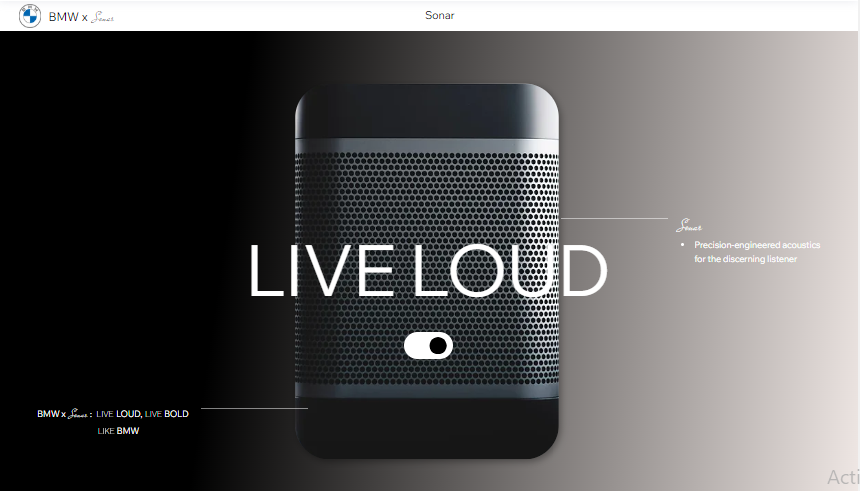 BMW
BMW x Sonar
Sonar
LIVE LOUD
Sonar
• Precision-engineered acoustics
for the discerning listener
BMW x Sonar : LIVE LOUD, LIVE BOLD
LIKE BMW
Acti